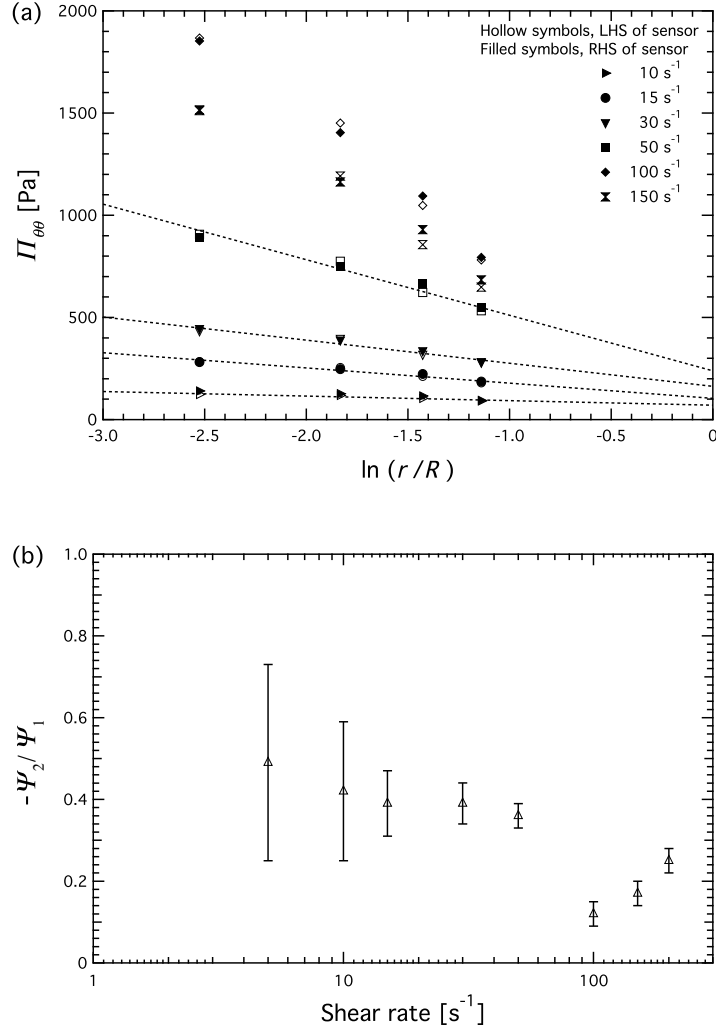 (a)
2000
1500
1000
500
0
Π_θθ [Pa]
Hollow symbols, LHS of sensor
Filled symbols, RHS of sensor
10 s⁻¹
15 s⁻¹
30 s⁻¹
50 s⁻¹
100 s⁻¹
150 s⁻¹
-3.0 -2.5 -2.0 -1.5 -1.0 -0.5 0
ln (r/R)
(b)
1.0
0.8
0.6
0.4
0.2
0
-Ψ₂/Ψ₁
1 10 100
Shear rate [s⁻¹]